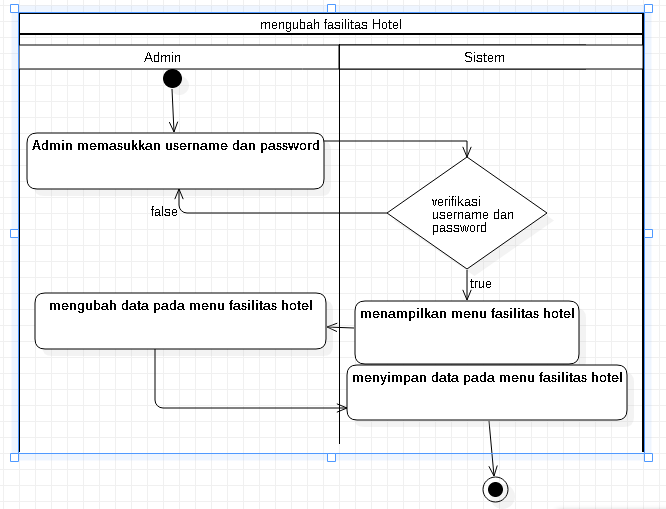 mengubah fasilitas Hotel
Admin
Sistem
Admin memasukkan username dan password
verifikasi
username dan
password
false
true
mengubah data pada menu fasilitas hotel
menampilkan menu fasilitas hotel
menyimpan data pada menu fasilitas hotel